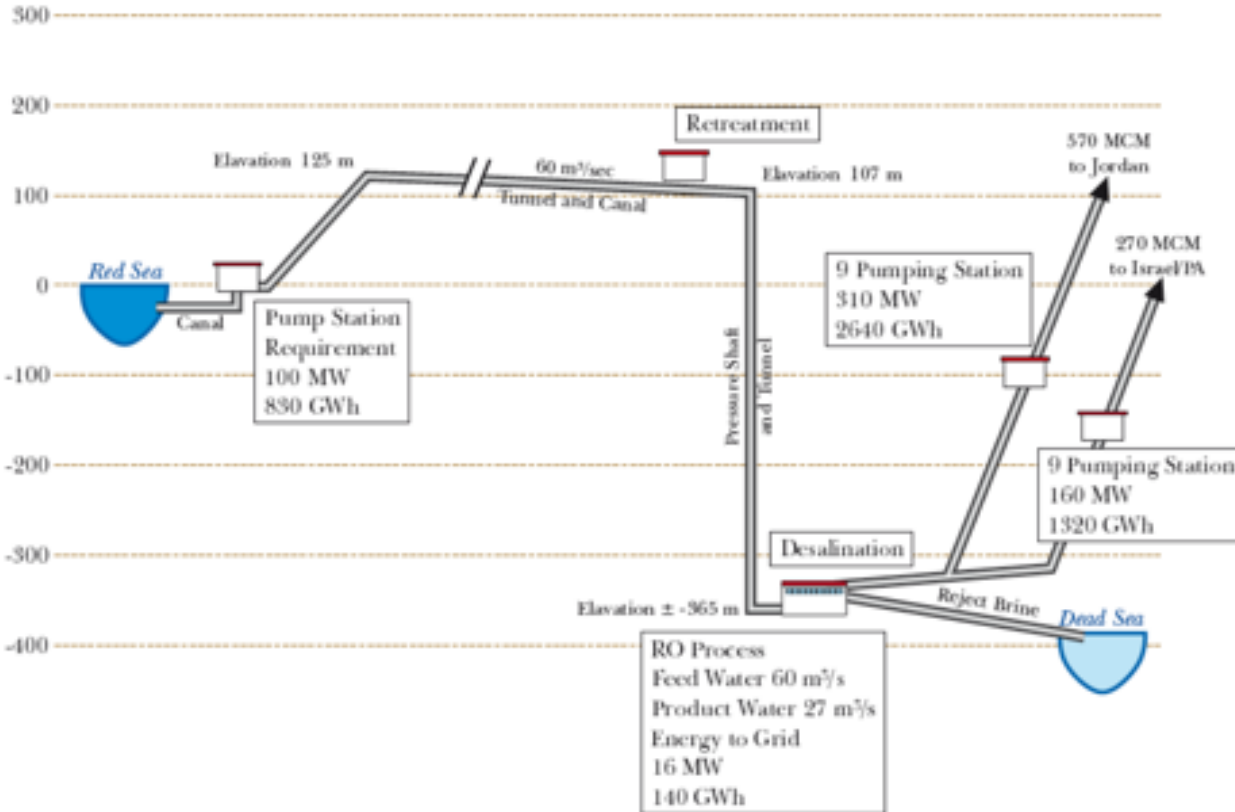 300
200
100
0
-100
-200
-300
-400
Retreatment
Elavation 125 m
60 m³/sec
Tunnel and Canal
Elavation 107 m
570 MCM
to Jordan
270 MCM
to Israel/PA
Red Sea
Canal
Pump Station
Requirement
100 MW
830 GWh
9 Pumping Station
310 MW
2640 GWh
Pressure Shaft
and Tunnel
9 Pumping Station
160 MW
1320 GWh
Desalination
Elavation ± -365 m
Reject Brine
Dead Sea
RO Process
Feed Water 60 m³/s
Product Water 27 m³/s
Energy to Grid
16 MW
140 GWh